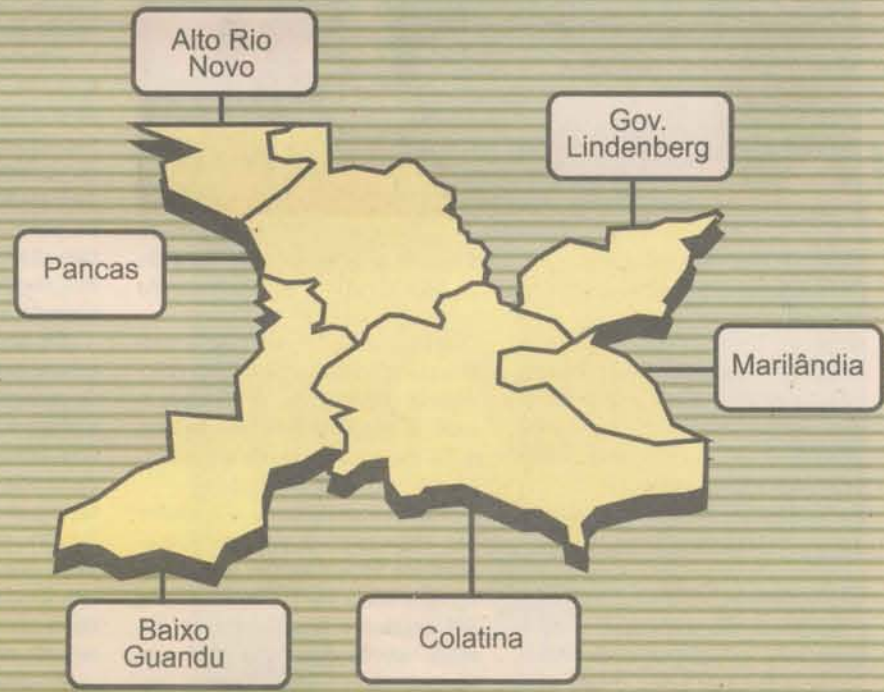 Alto Rio
Novo
Gov.
Lindenberg
Pancas
Marilândia
Baixo
Guandu
Colatina